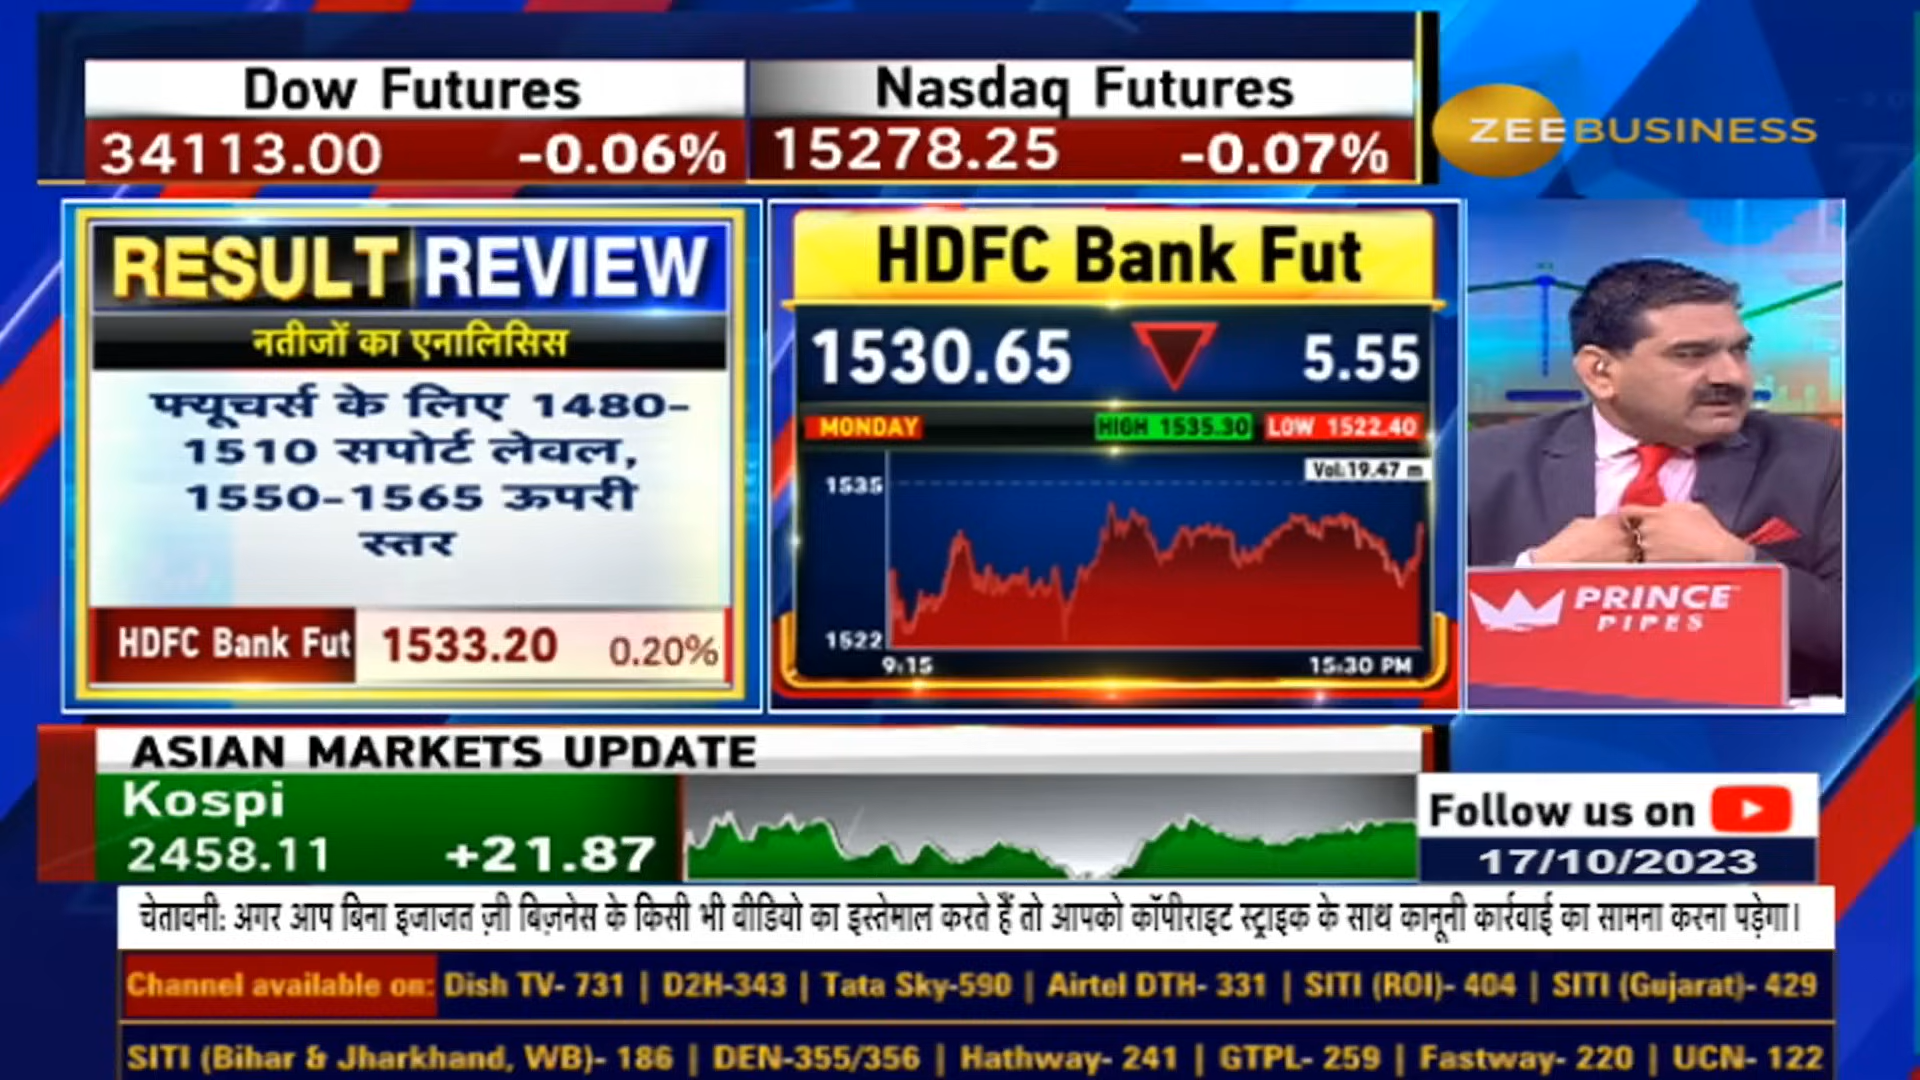 Dow Futures
34113.00 -0.06%
Nasdaq Futures
15278.25 -0.07%
ZEEBUSINESS
RESULT REVIEW
नतीजों का एनालिसिस
फ्यूचर्स के लिए 1480-
1510 सपोर्ट लेवल,
1550-1565 ऊपरी
स्तर
HDFC Bank Fut 1533.20 0.20%
HDFC Bank Fut
1530.65 5.55
MONDAY HIGH 1535.30 LOW 1522.40
Vol:19.47 m
1535
1522
9:15 15:30 PM
PRINCE
PIPES
ASIAN MARKETS UPDATE
Kospi
2458.11 +21.87
Follow us on
17/10/2023
चेतावनी: अगर आप बिना इजाजत ज़ी बिज़नेस के किसी भी वीडियो का इस्तेमाल करते हैं तो आपको कॉपीराइट स्ट्राइक के साथ कानूनी कार्रवाई का सामना करना पड़ेगा।
Channel available on: Dish TV- 731 | D2H-343 | Tata Sky-590 | Airtel DTH- 331 | SITI (ROI)- 404 | SITI (Gujarat)- 429
SITI (Bihar & Jharkhand, WB)- 186 | DEN-355/356 | Hathway- 241 | GTPL- 259 | Fastway- 220 | UCN- 122